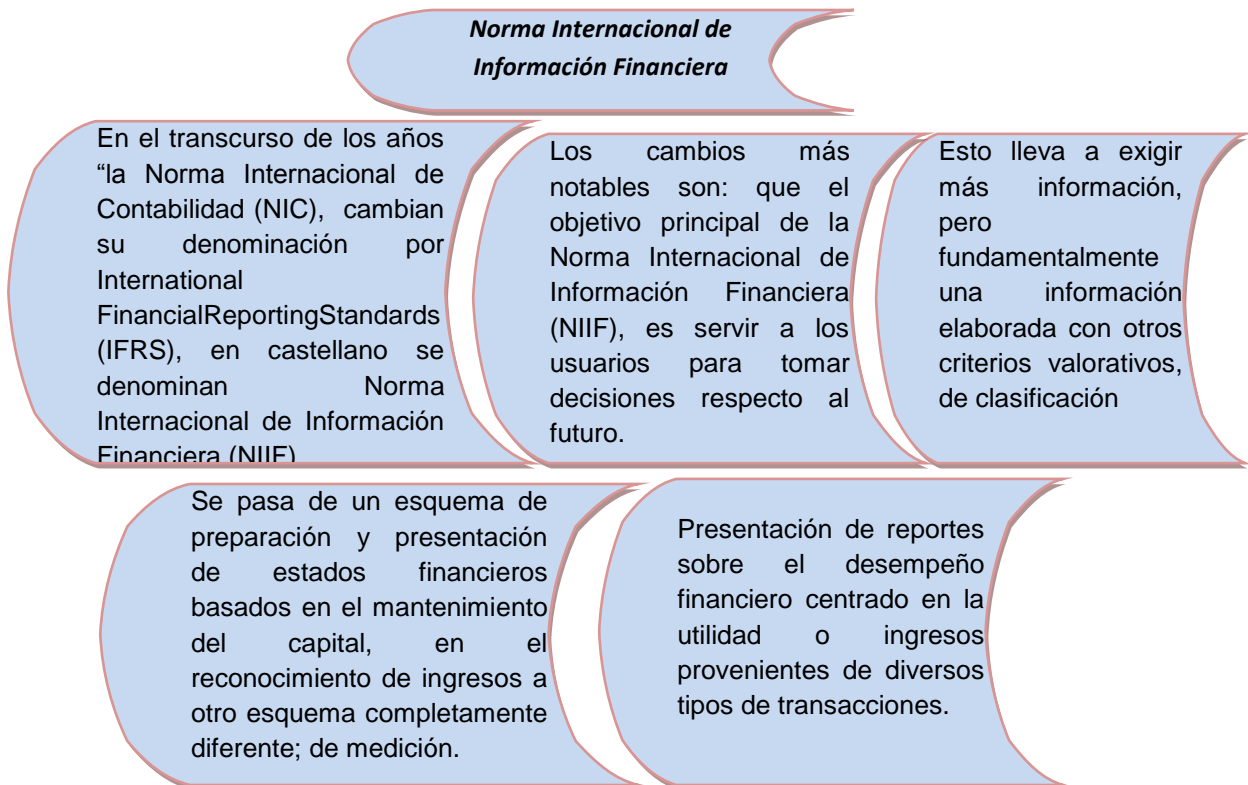 Norma Internacional de
Información Financiera
En el transcurso de los años
“la Norma Internacional de
Contabilidad (NIC), cambian
su denominación por
International
FinancialReportingStandards
(IFRS), en castellano se
denominan Norma
Internacional de Información
Financiera (NIIF)
Los cambios más
notables son: que el
objetivo principal de la
Norma Internacional de
Información Financiera
(NIIF), es servir a los
usuarios para tomar
decisiones respecto al
futuro.
Esto lleva a exigir
más información,
pero
fundamentalmente
una información
elaborada con otros
criterios valorativos,
de clasificación
Se pasa de un esquema de
preparación y presentación
de estados financieros
basados en el mantenimiento
del capital, en el
reconocimiento de ingresos a
otro esquema completamente
diferente; de medición.
Presentación de reportes
sobre el desempeño
financiero centrado en la
utilidad o ingresos
provenientes de diversos
tipos de transacciones.